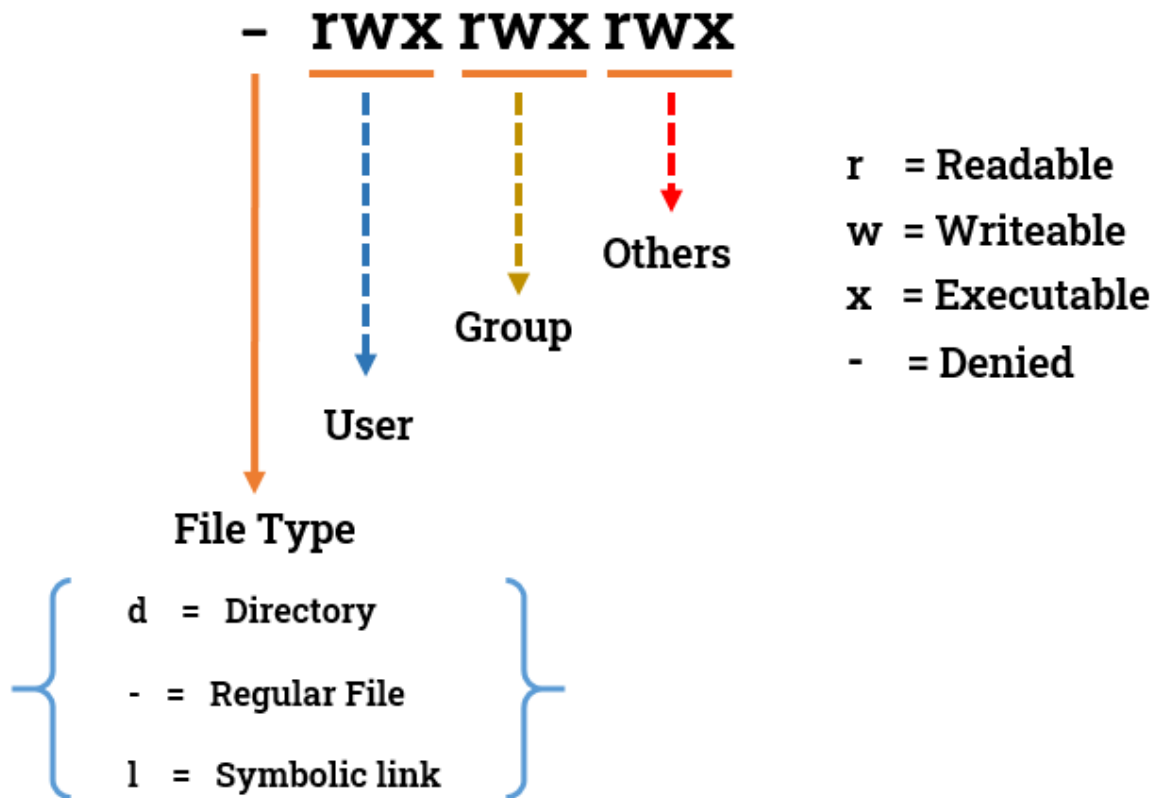 - rwx rwx rwx
r = Readable
w = Writeable
x = Executable
- = Denied
Others
Group
User
File Type
d = Directory
- = Regular File
l = Symbolic link